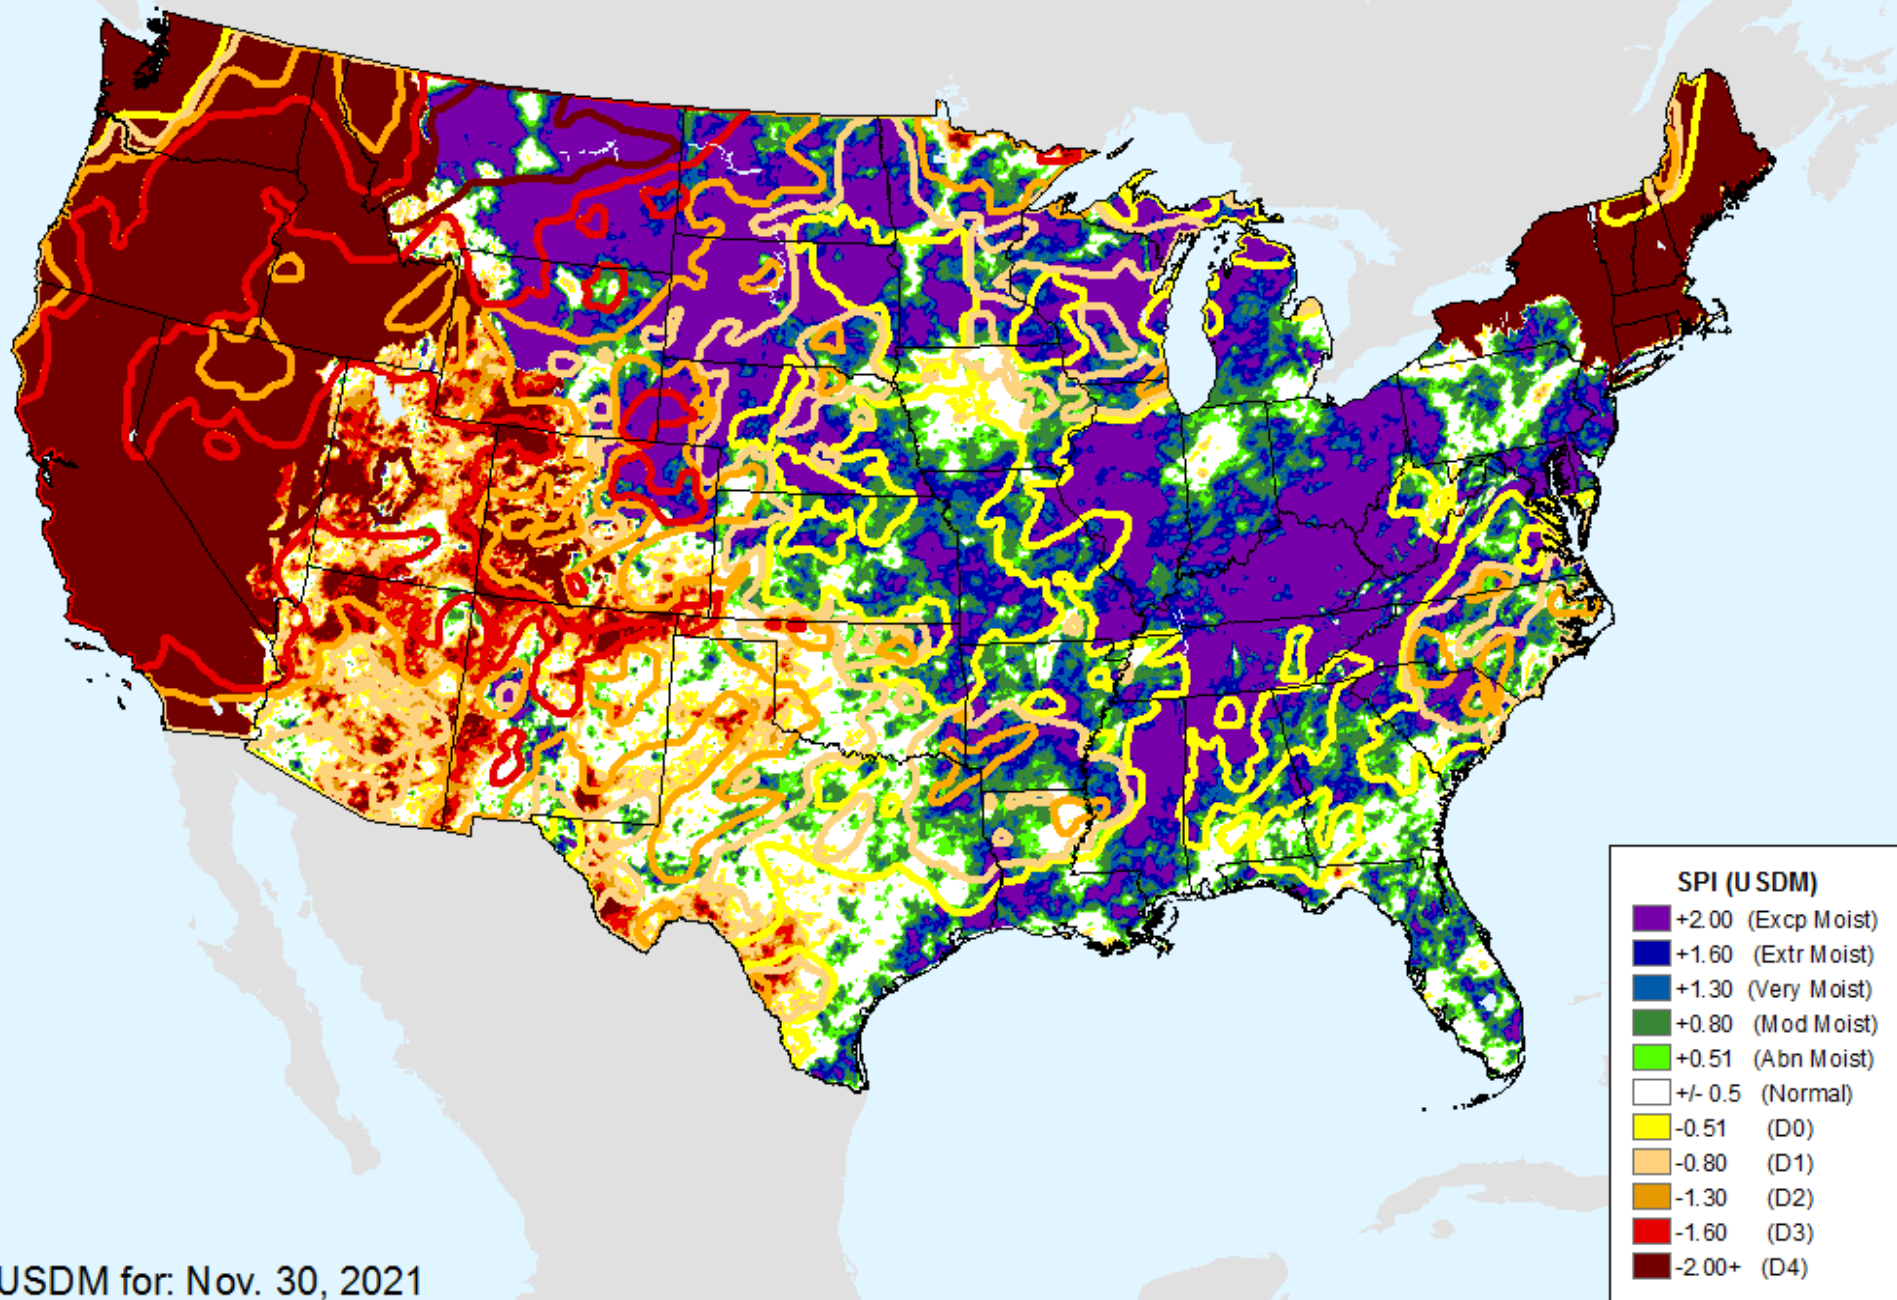 SPI (USDM)
+2.00 (Excp Moist)
+1.60 (Extr Moist)
+1.30 (Very Moist)
+0.80 (Mod Moist)
+0.51 (Abn Moist)
+/- 0.5 (Normal)
-0.51 (D0)
-0.80 (D1)
-1.30 (D2)
-1.60 (D3)
-2.00+ (D4)
USDM for: Nov. 30, 2021